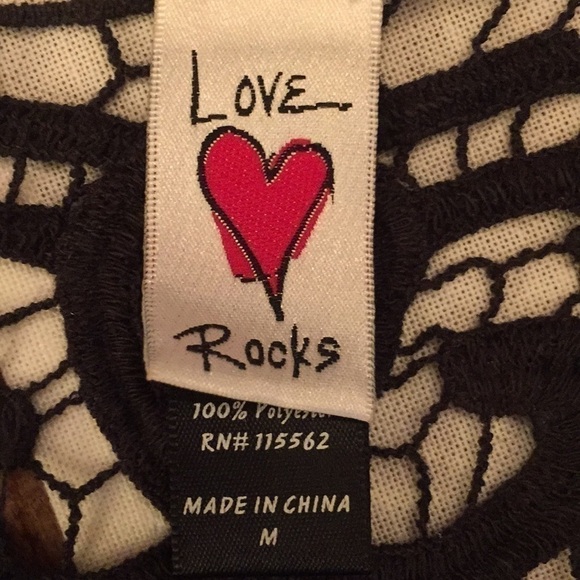 LOVE
Rocks
100% Polyester
RN# 115562
MADE IN CHINA
M